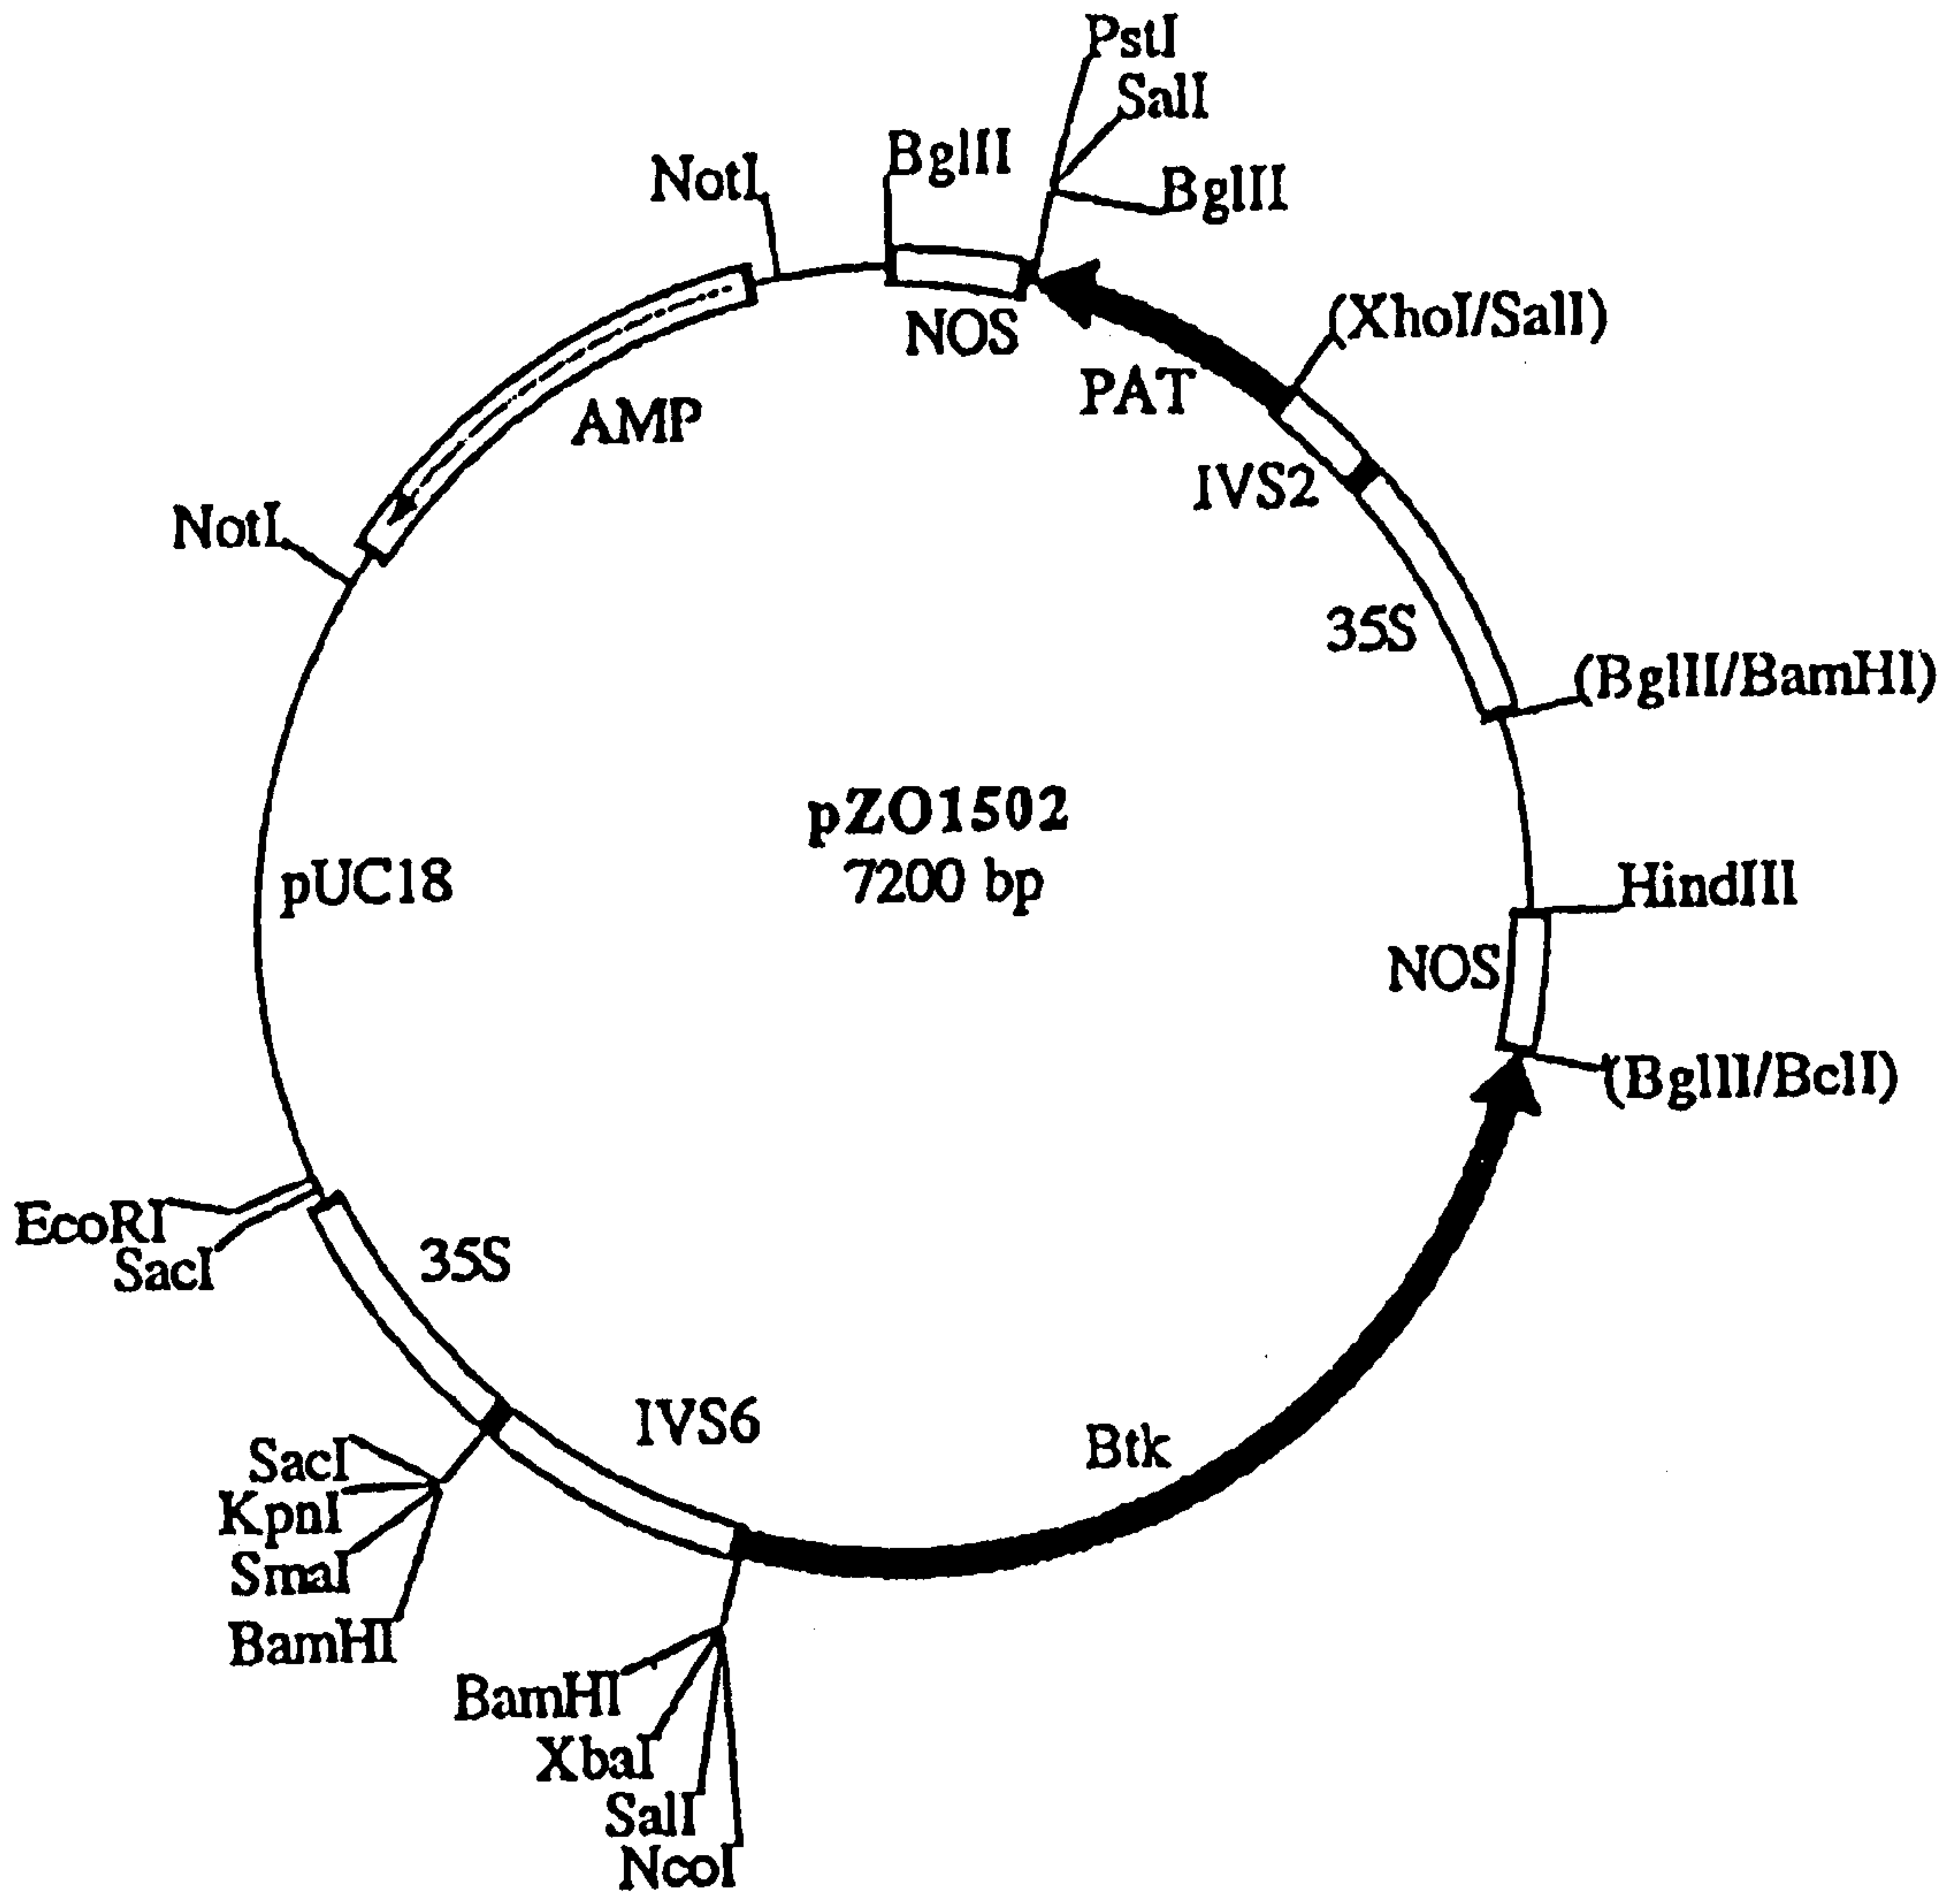 PstI
SalI
BglII
NotI
BglII
NOS
(XhoI/SalI)
PAT
AMP
IVS2
NotI
35S
(BglII/BamHI)
pZO1502
7200 bp
pUC18
HindIII
NOS
(BglII/BclI)
EcoRI
SacI
35S
IVS6
Btk
SacI
KpnI
SmaI
BamHI
BamHI
XbaI
SalI
NcoI